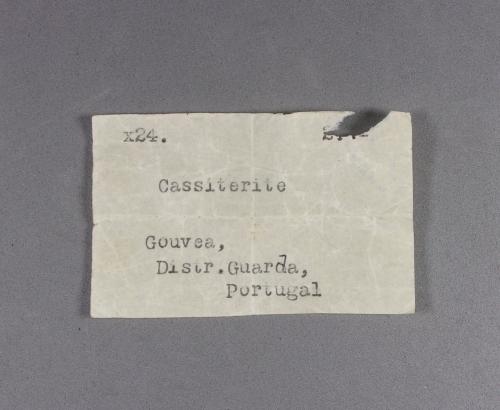 x24.
Cassiterite
Gouvea,
Distr.Guarda,
Portugal